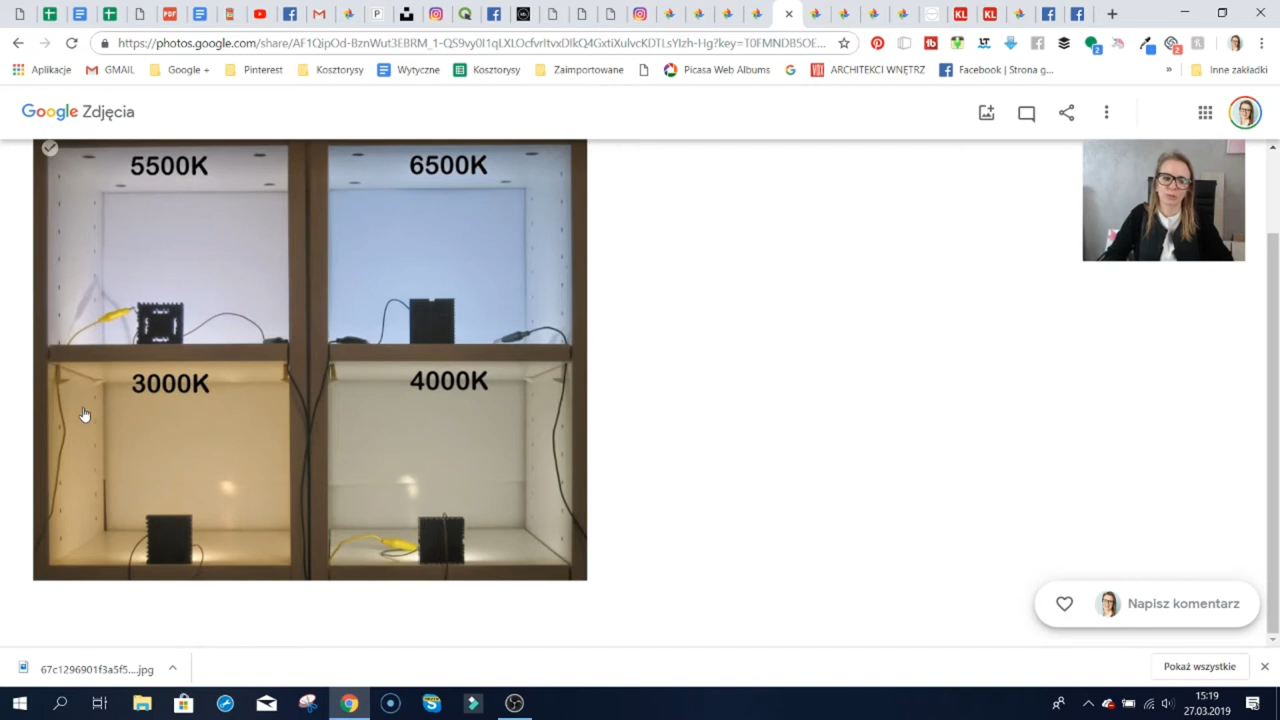 https://photos.google.com/share/AF1QipOd-BznWut3EBRM_1-QS9vy0I1qLXLOcfvrItvxDIkQ4GxtiXulvcKDTLsYIzh-Hg?key=T0FMNDB5OE...
Aplikacje GMAIL Google + Pinterest Kosztorysy Wytyczne Kosztorysy Zaimportowane Picasa Web Albums ARCHITEKCI WNĘTRZ Facebook | Strona g... » Inne zakładki
Google Zdjęcia
5500K 6500K
3000K 4000K
Napisz komentarz
67c1296901f3a5f5....jpg Pokaż wszystkie
15:19
27.03.2019